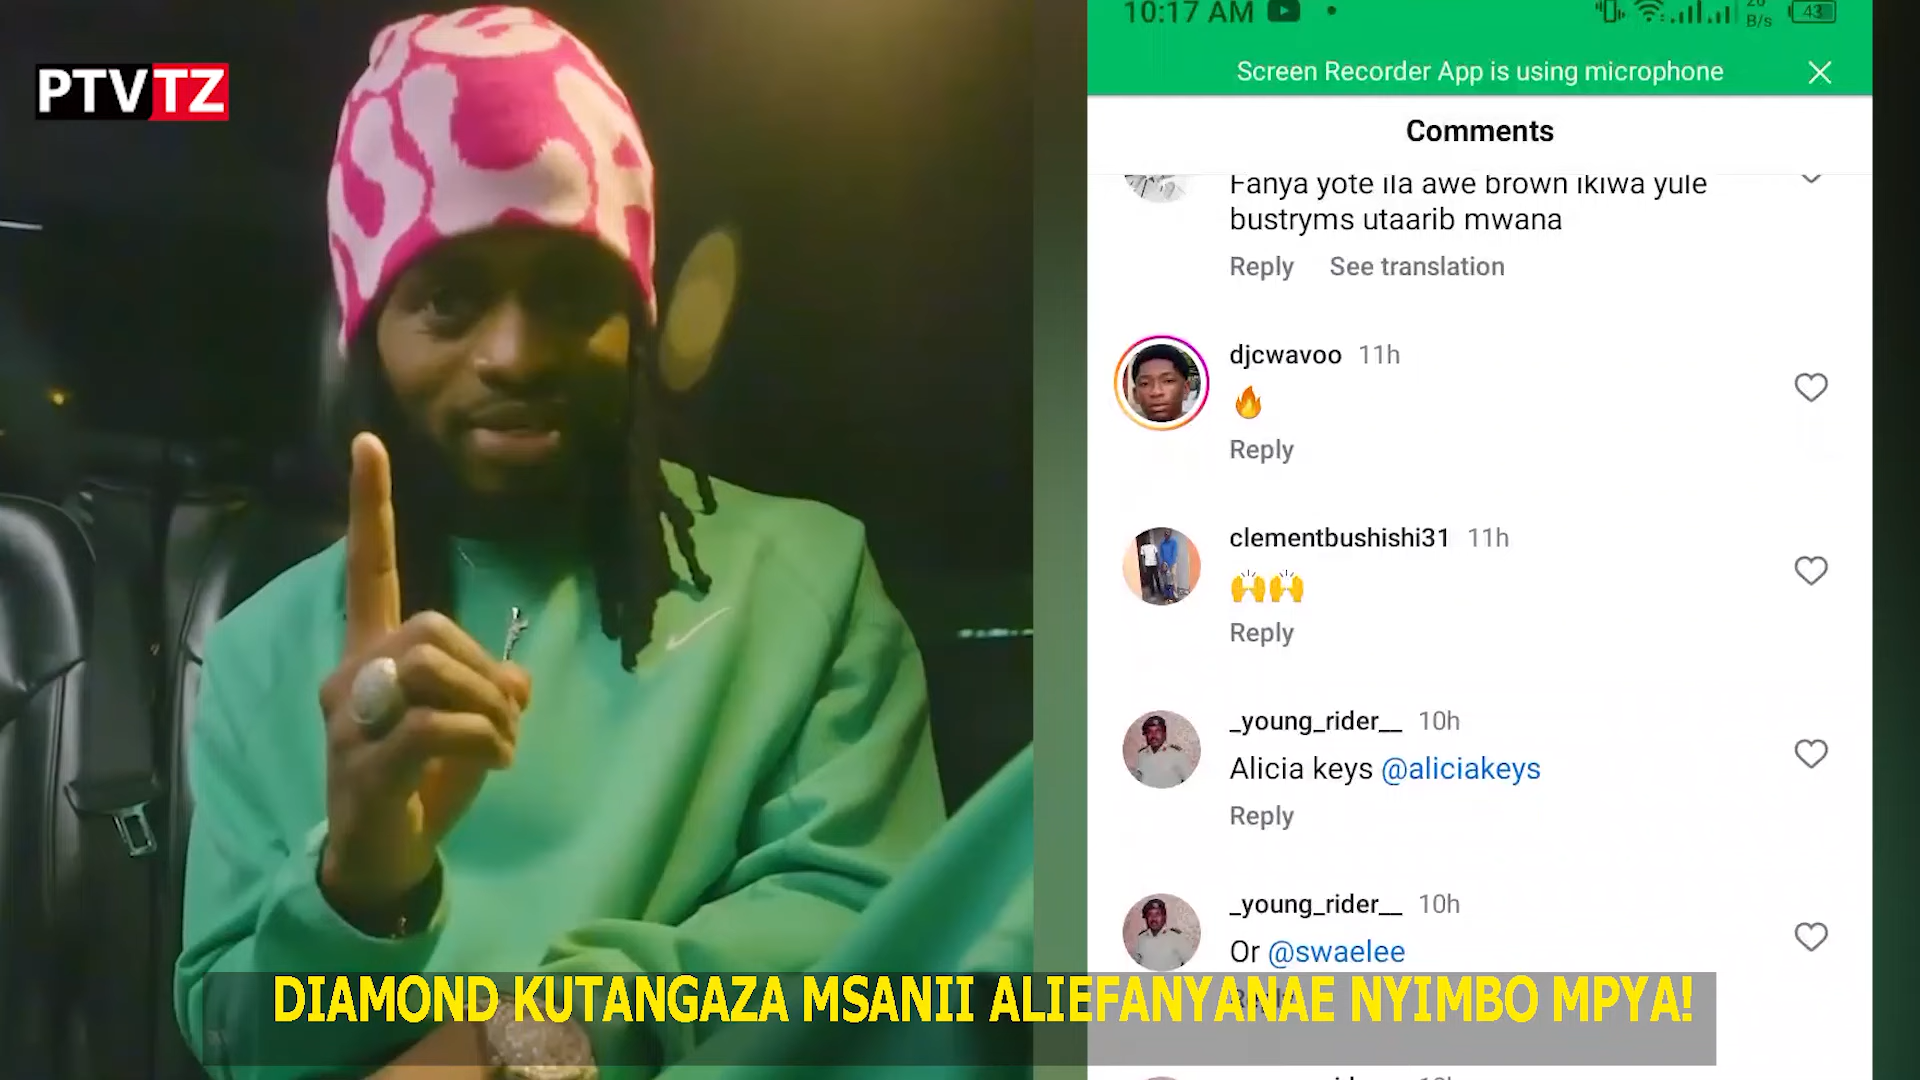 PTVTZ
10:17 AM
B/s
43
Screen Recorder App is using microphone
Comments
Fanya yote ila awe brown ikiwa yule
bustryms utaarib mwana
Reply See translation
djcwavoo 11h
🔥
Reply
clementbushishi31 11h
🙌🙌
Reply
_young_rider__ 10h
Alicia keys @aliciakeys
Reply
_young_rider__ 10h
Or @swaelee
DIAMOND KUTANGAZA MSANII ALIEFANYANAE NYIMBO MPYA!